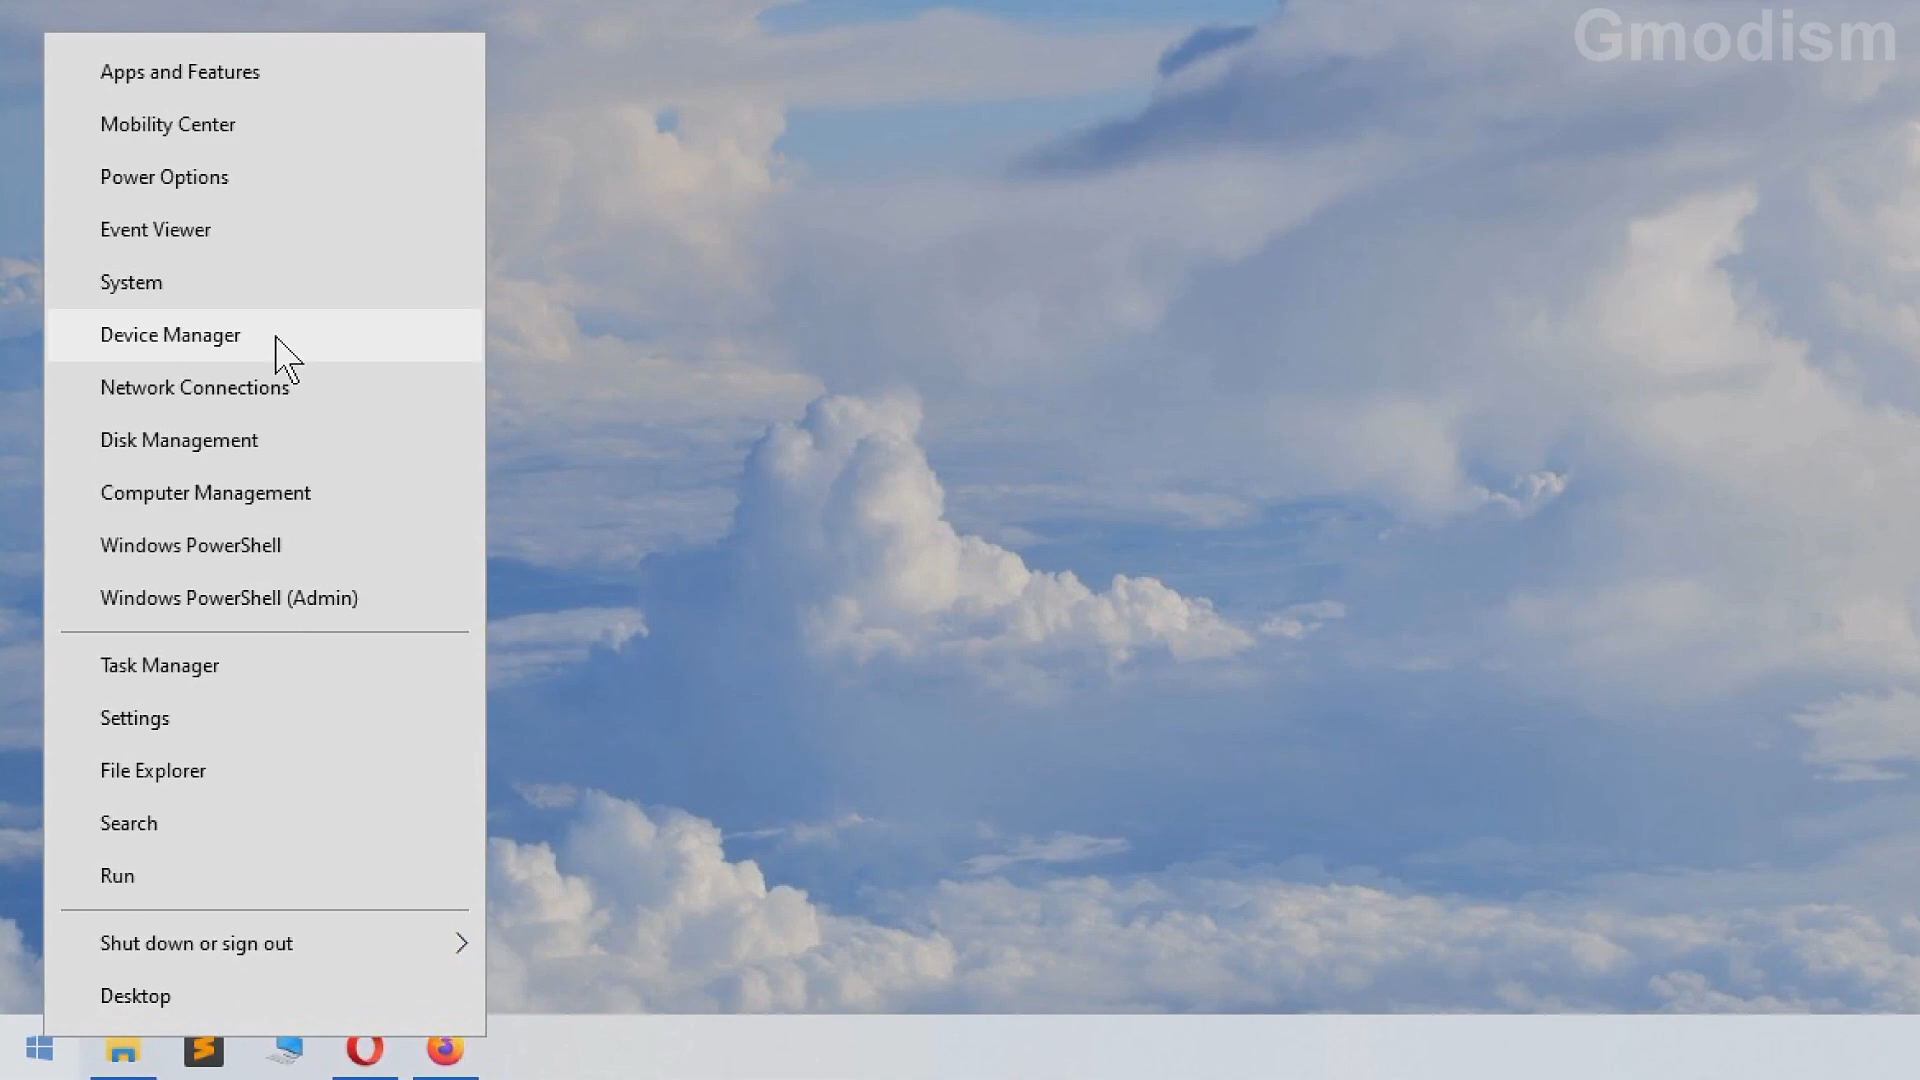 Gmodism
Apps and Features
Mobility Center
Power Options
Event Viewer
System
Device Manager
Network Connections
Disk Management
Computer Management
Windows PowerShell
Windows PowerShell (Admin)
Task Manager
Settings
File Explorer
Search
Run
Shut down or sign out
Desktop